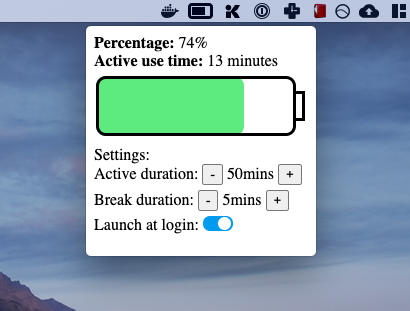 Percentage: 74%
Active use time: 13 minutes
Settings:
Active duration: - 50mins +
Break duration: - 5mins +
Launch at login: